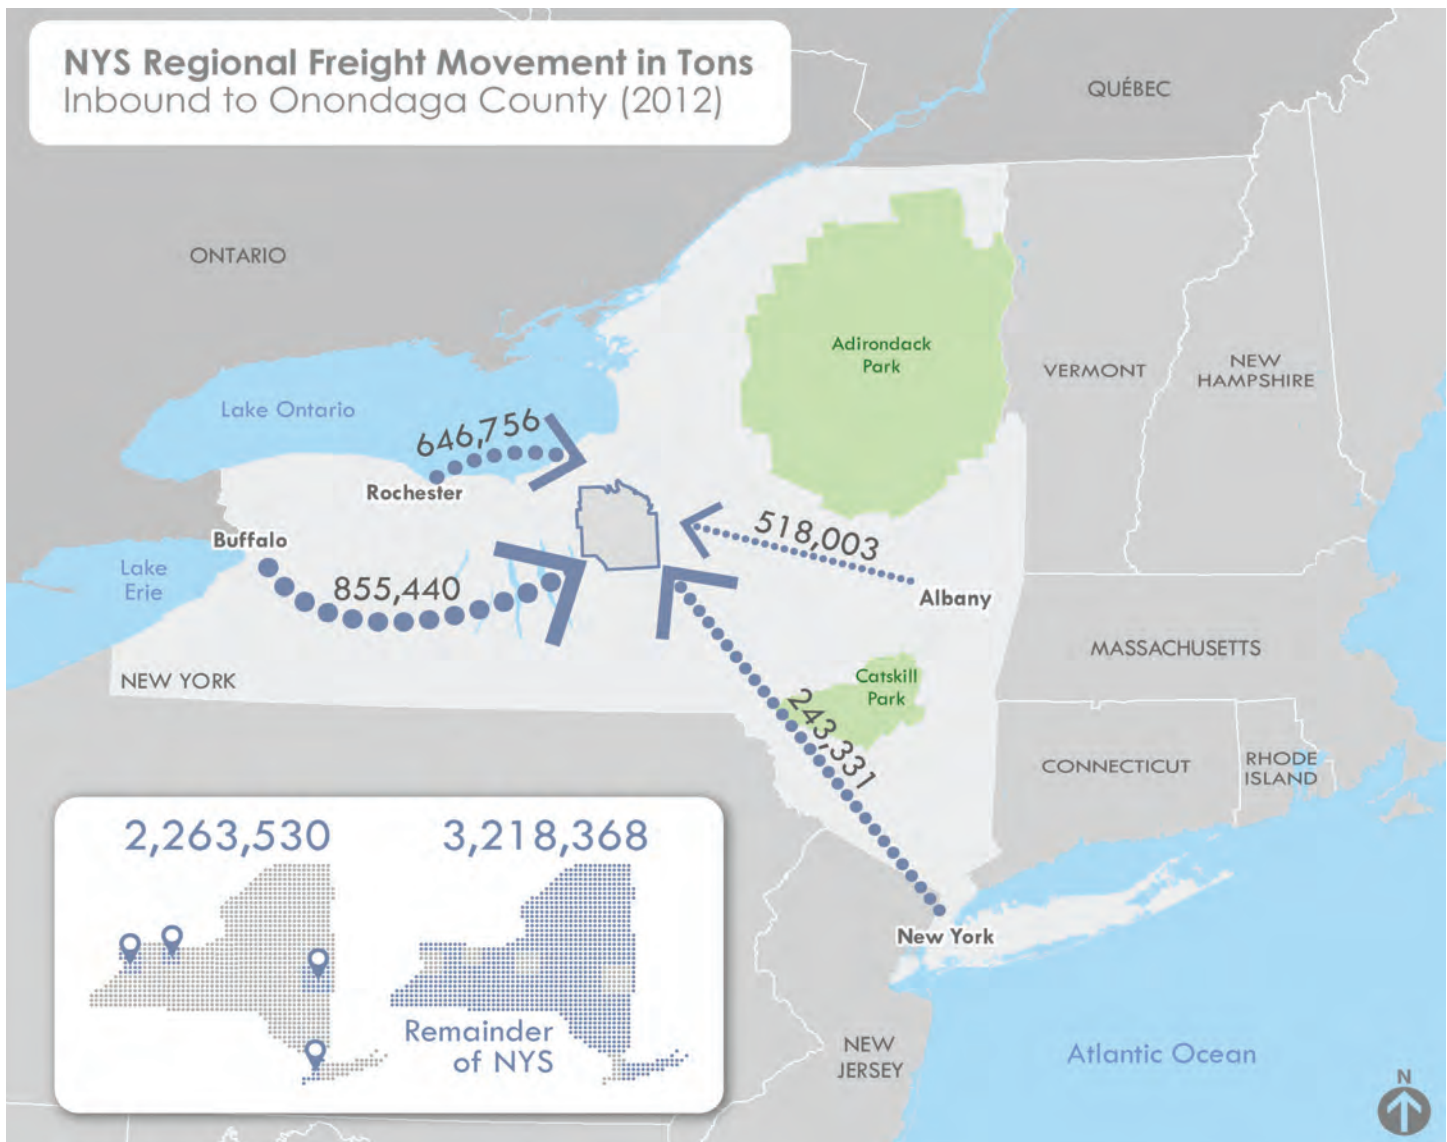 NYS Regional Freight Movement in Tons
Inbound to Onondaga County (2012)
QUÉBEC
ONTARIO
Adirondack
Park
VERMONT
NEW
HAMPSHIRE
Lake Ontario
646,756
Rochester
518,003
Buffalo
Lake
Erie
855,440
Albany
MASSACHUSETTS
NEW YORK
Catskill
Park
243,331
CONNECTICUT
RHODE
ISLAND
2,263,530
3,218,368
New York
Remainder
of NYS
NEW
JERSEY
Atlantic Ocean
N